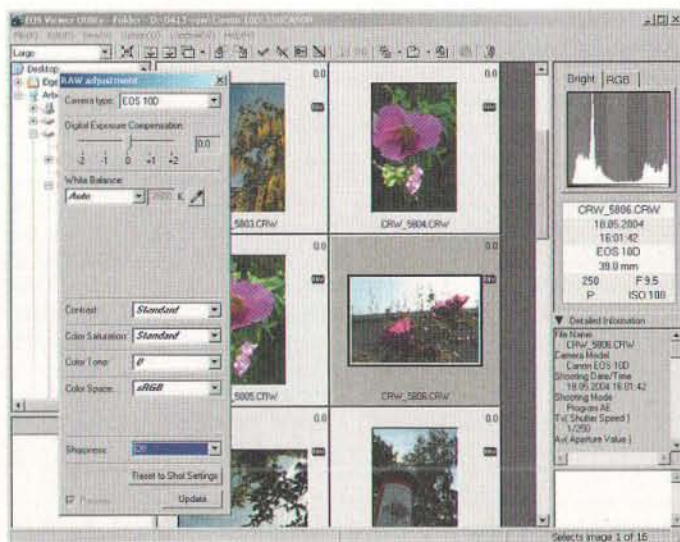 EOS Viewer Utility - Folder - D:
Large
Desktop
RAW adjustment
Camera type: EOS 10D
Digital Exposure Compensation:
0.0
-2 -1 0 +1 +2
White Balance:
Auto
K
Contrast: Standard
Color Saturation: Standard
Color Tone: 0
Color Space: sRGB
Sharpness:
Reset to Shot Settings
Update
0.0
0.0
5803.CRW
CRW_5804.CRW
0.0
0.0
5805.CRW
CRW_5806.CRW
0.0
0.0
Bright RGB
CRW_5806.CRW
18.05.2004
16:01:42
EOS 10D
39.0 mm
250 F 9.5
P ISO 100
Detailed Information
File Name
CRW_5806.CRW
Camera Model
Canon EOS 10D
Shooting Date/Time
18.05.2004 16:01:42
Shooting Mode
Program AE
Tv( Shutter Speed )
1/250
Av( Aperture Value )
Selects image 1 of 16